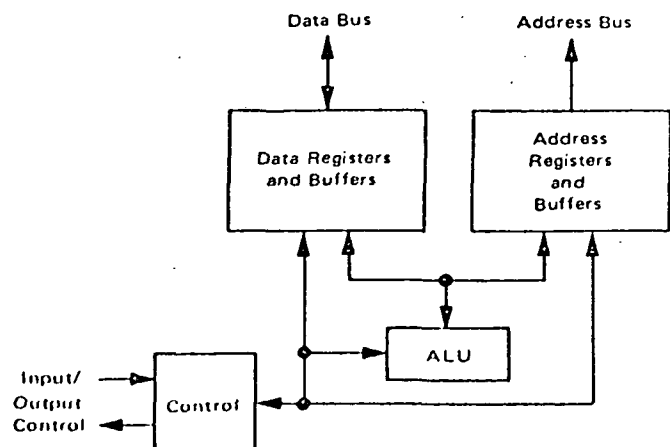 Data Bus
Address Bus
Data Registers
and Buffers
Address
Registers
and
Buffers
ALU
Input/
Output
Control
Control